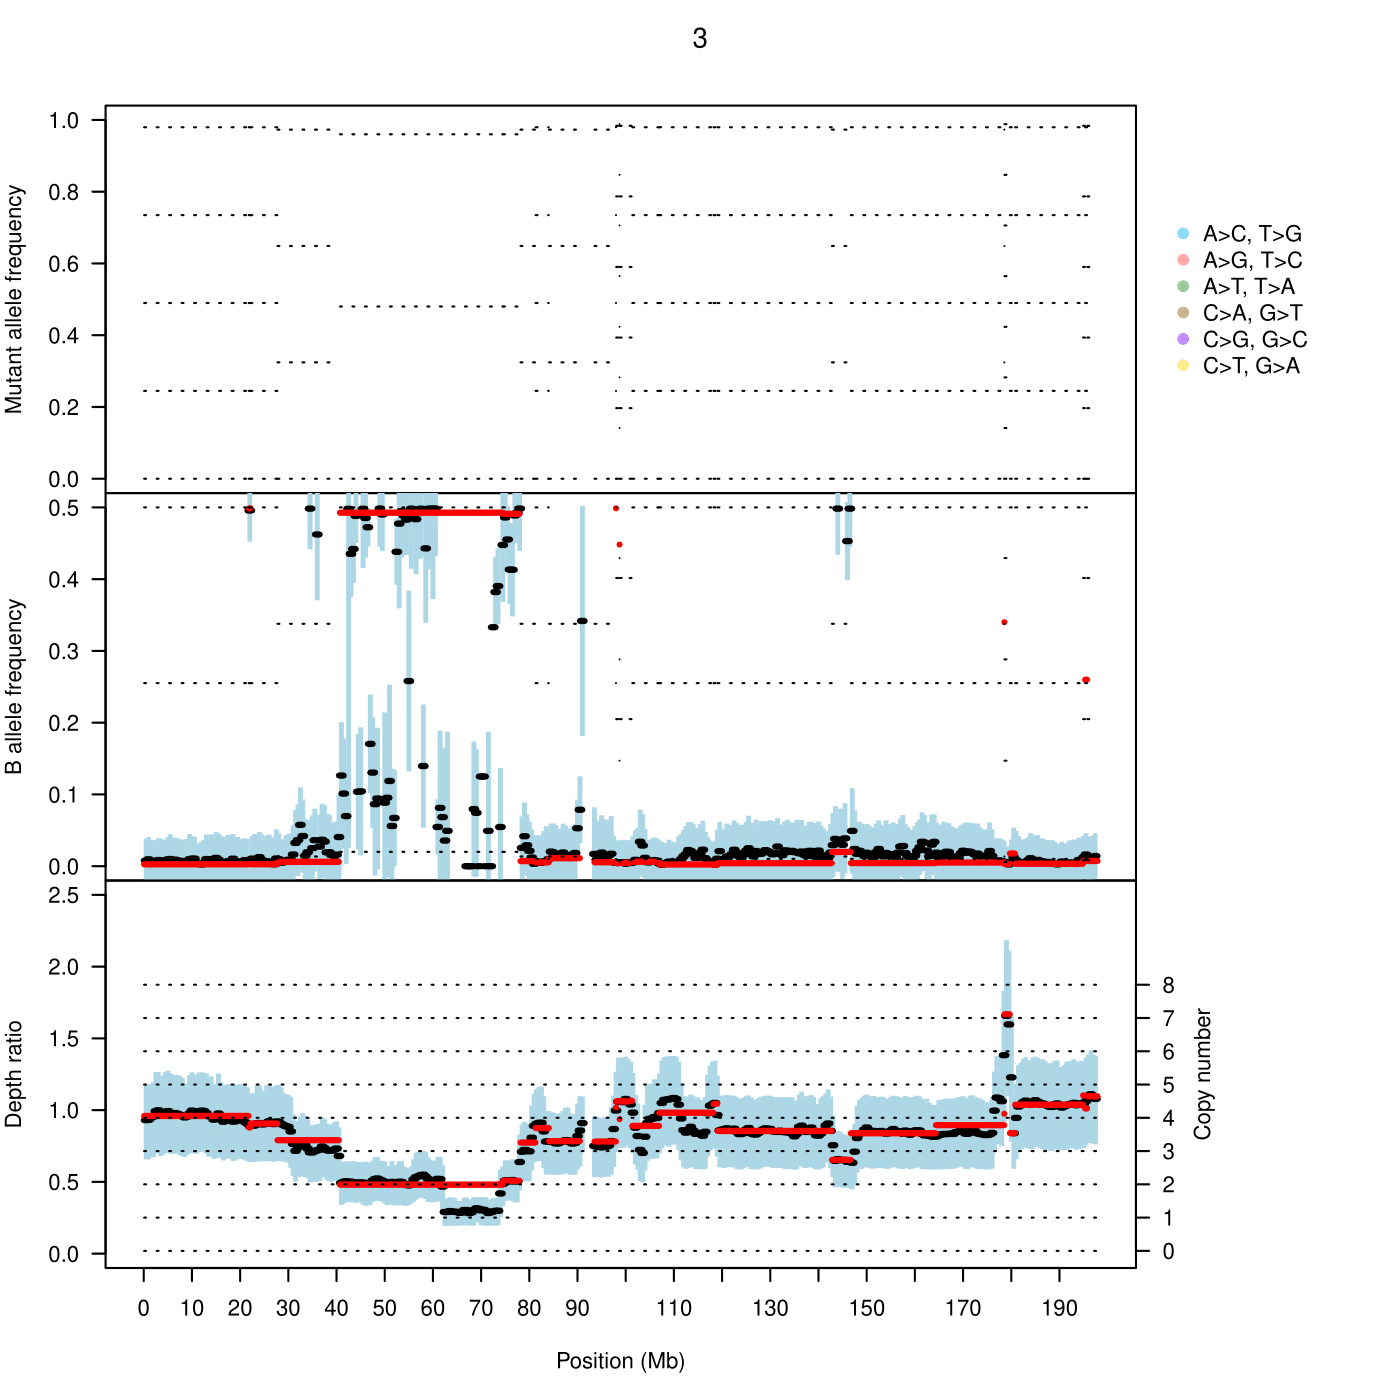 3
Mutant allele frequency
1.0
0.8
0.6
0.4
0.2
0.0
A>C, T>G
A>G, T>C
A>T, T>A
C>A, G>T
C>G, G>C
C>T, G>A
B allele frequency
0.5
0.4
0.3
0.2
0.1
0.0
Depth ratio
2.5
2.0
1.5
1.0
0.5
0.0
8
7
6
5
4
3
2
1
0
Copy number
0 10 20 30 40 50 60 70 80 90 110 130 150 170 190
Position (Mb)